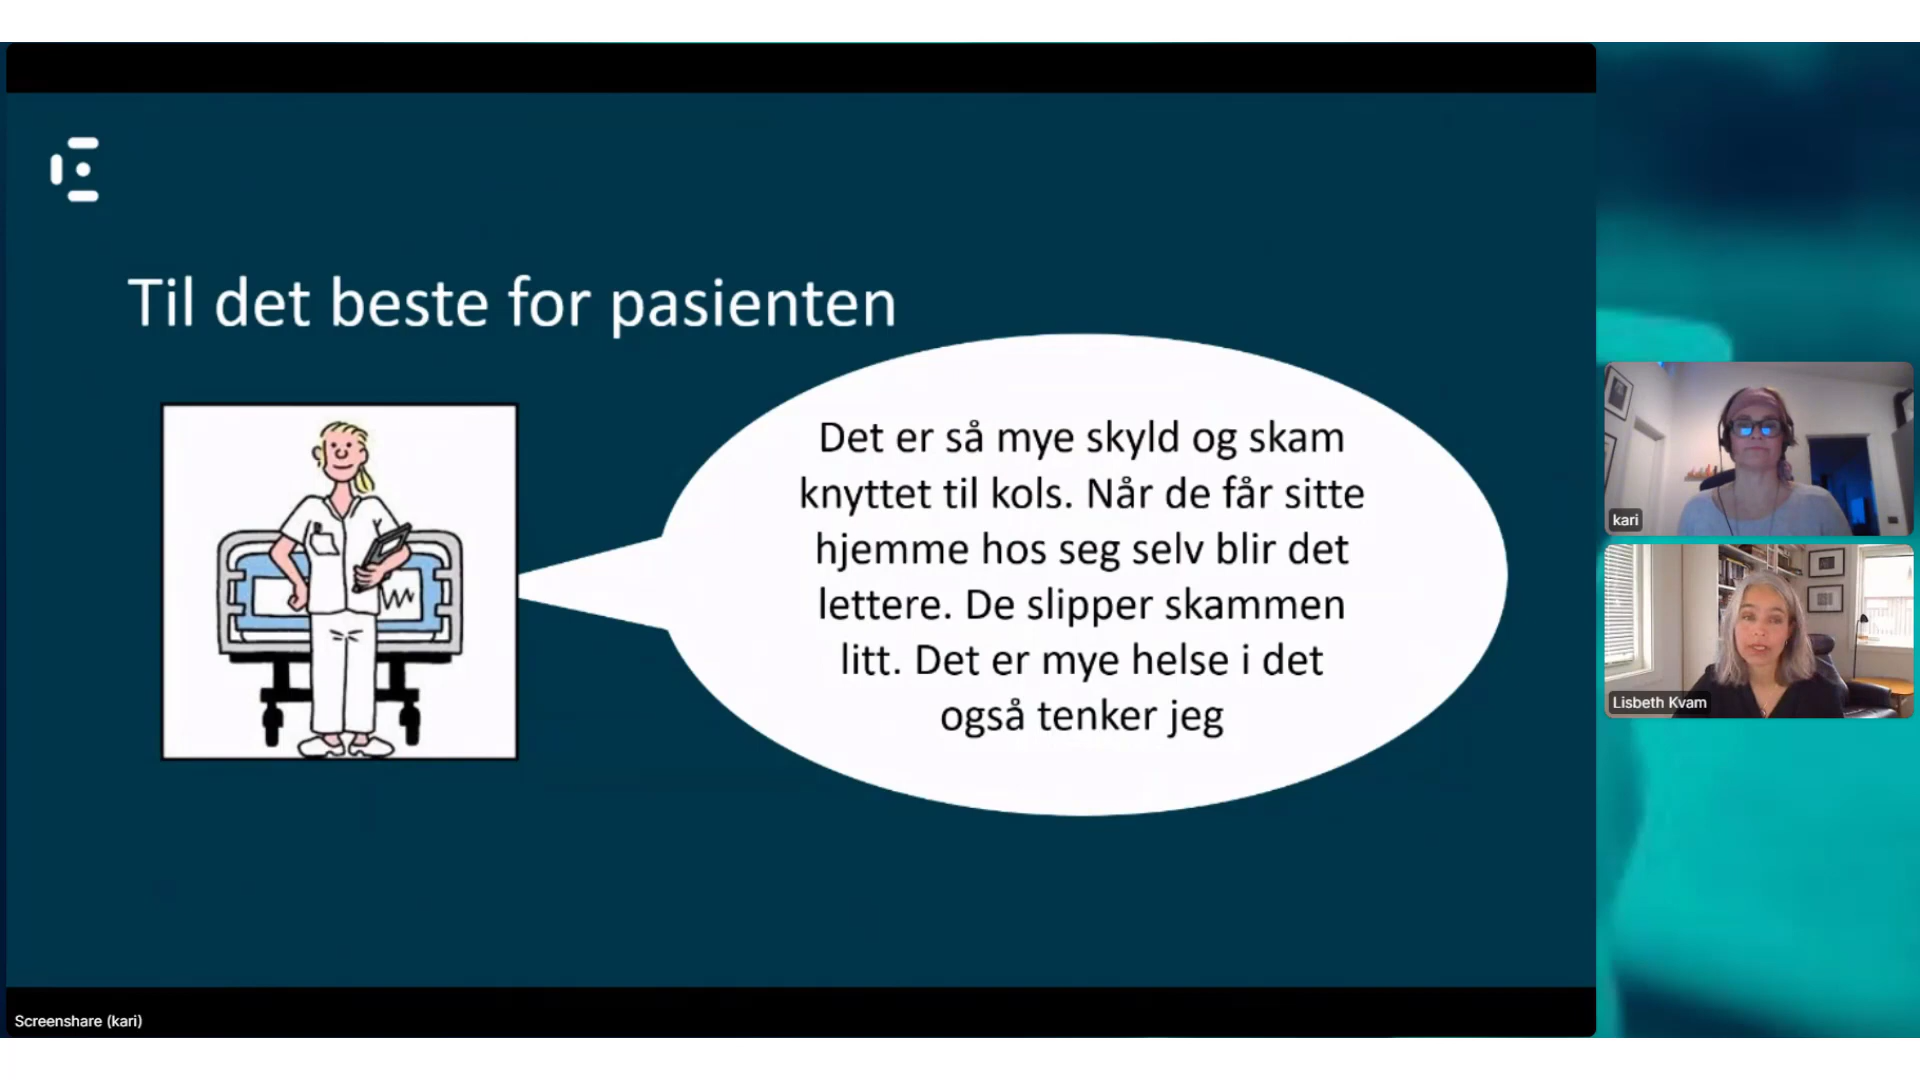 Til det beste for pasienten
Det er så mye skyld og skam
knyttet til kols. Når de får sitte
hjemme hos seg selv blir det
lettere. De slipper skammen
litt. Det er mye helse i det
også tenker jeg
kari
Lisbeth Kvam
Screenshare (kari)